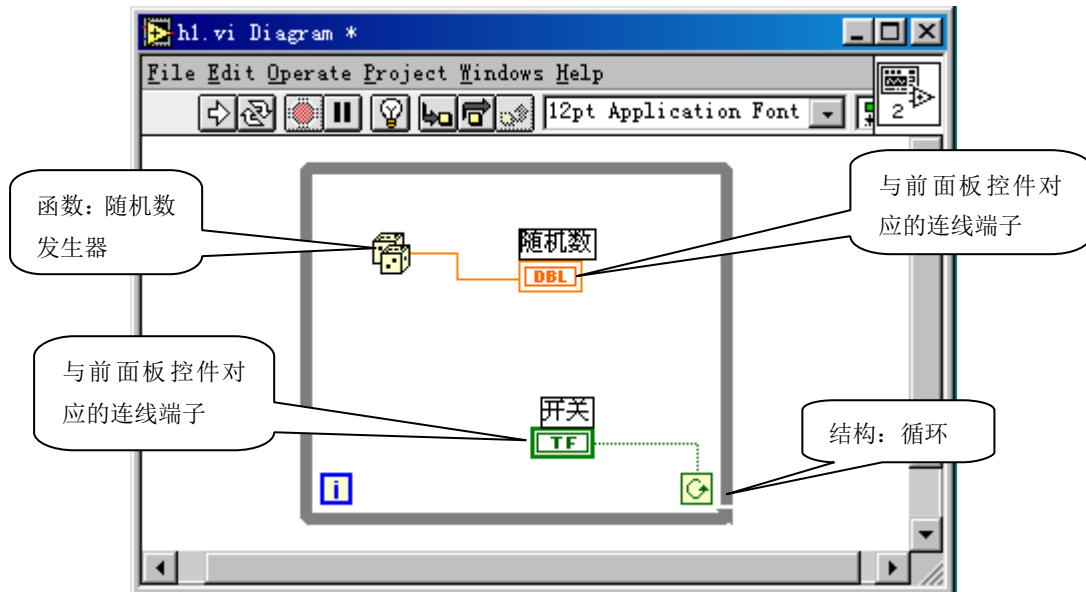 h1.vi Diagram *
File Edit Operate Project Windows Help
12pt Application Font
2
函数：随机数
发生器
随机数
DBL
与前面板控件对
应的连线端子
与前面板控件对
应的连线端子
开关
TF
结构：循环
i